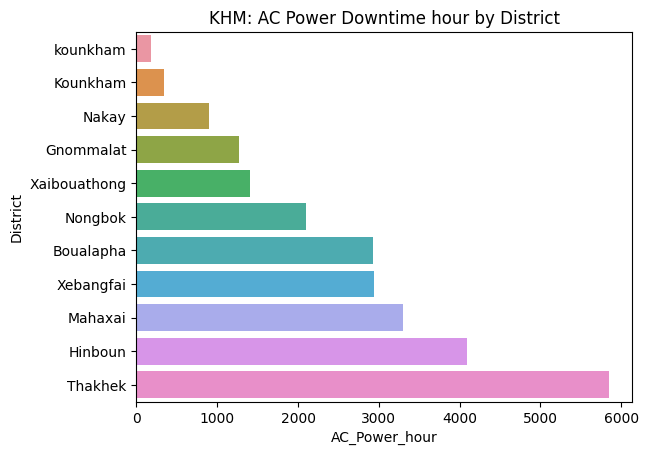 KHM: AC Power Downtime hour by District
District
kounkham
Kounkham
Nakay
Gnommalat
Xaibouathong
Nongbok
Boualapha
Xebangfai
Mahaxai
Hinboun
Thakhek
0 1000 2000 3000 4000 5000 6000
AC_Power_hour